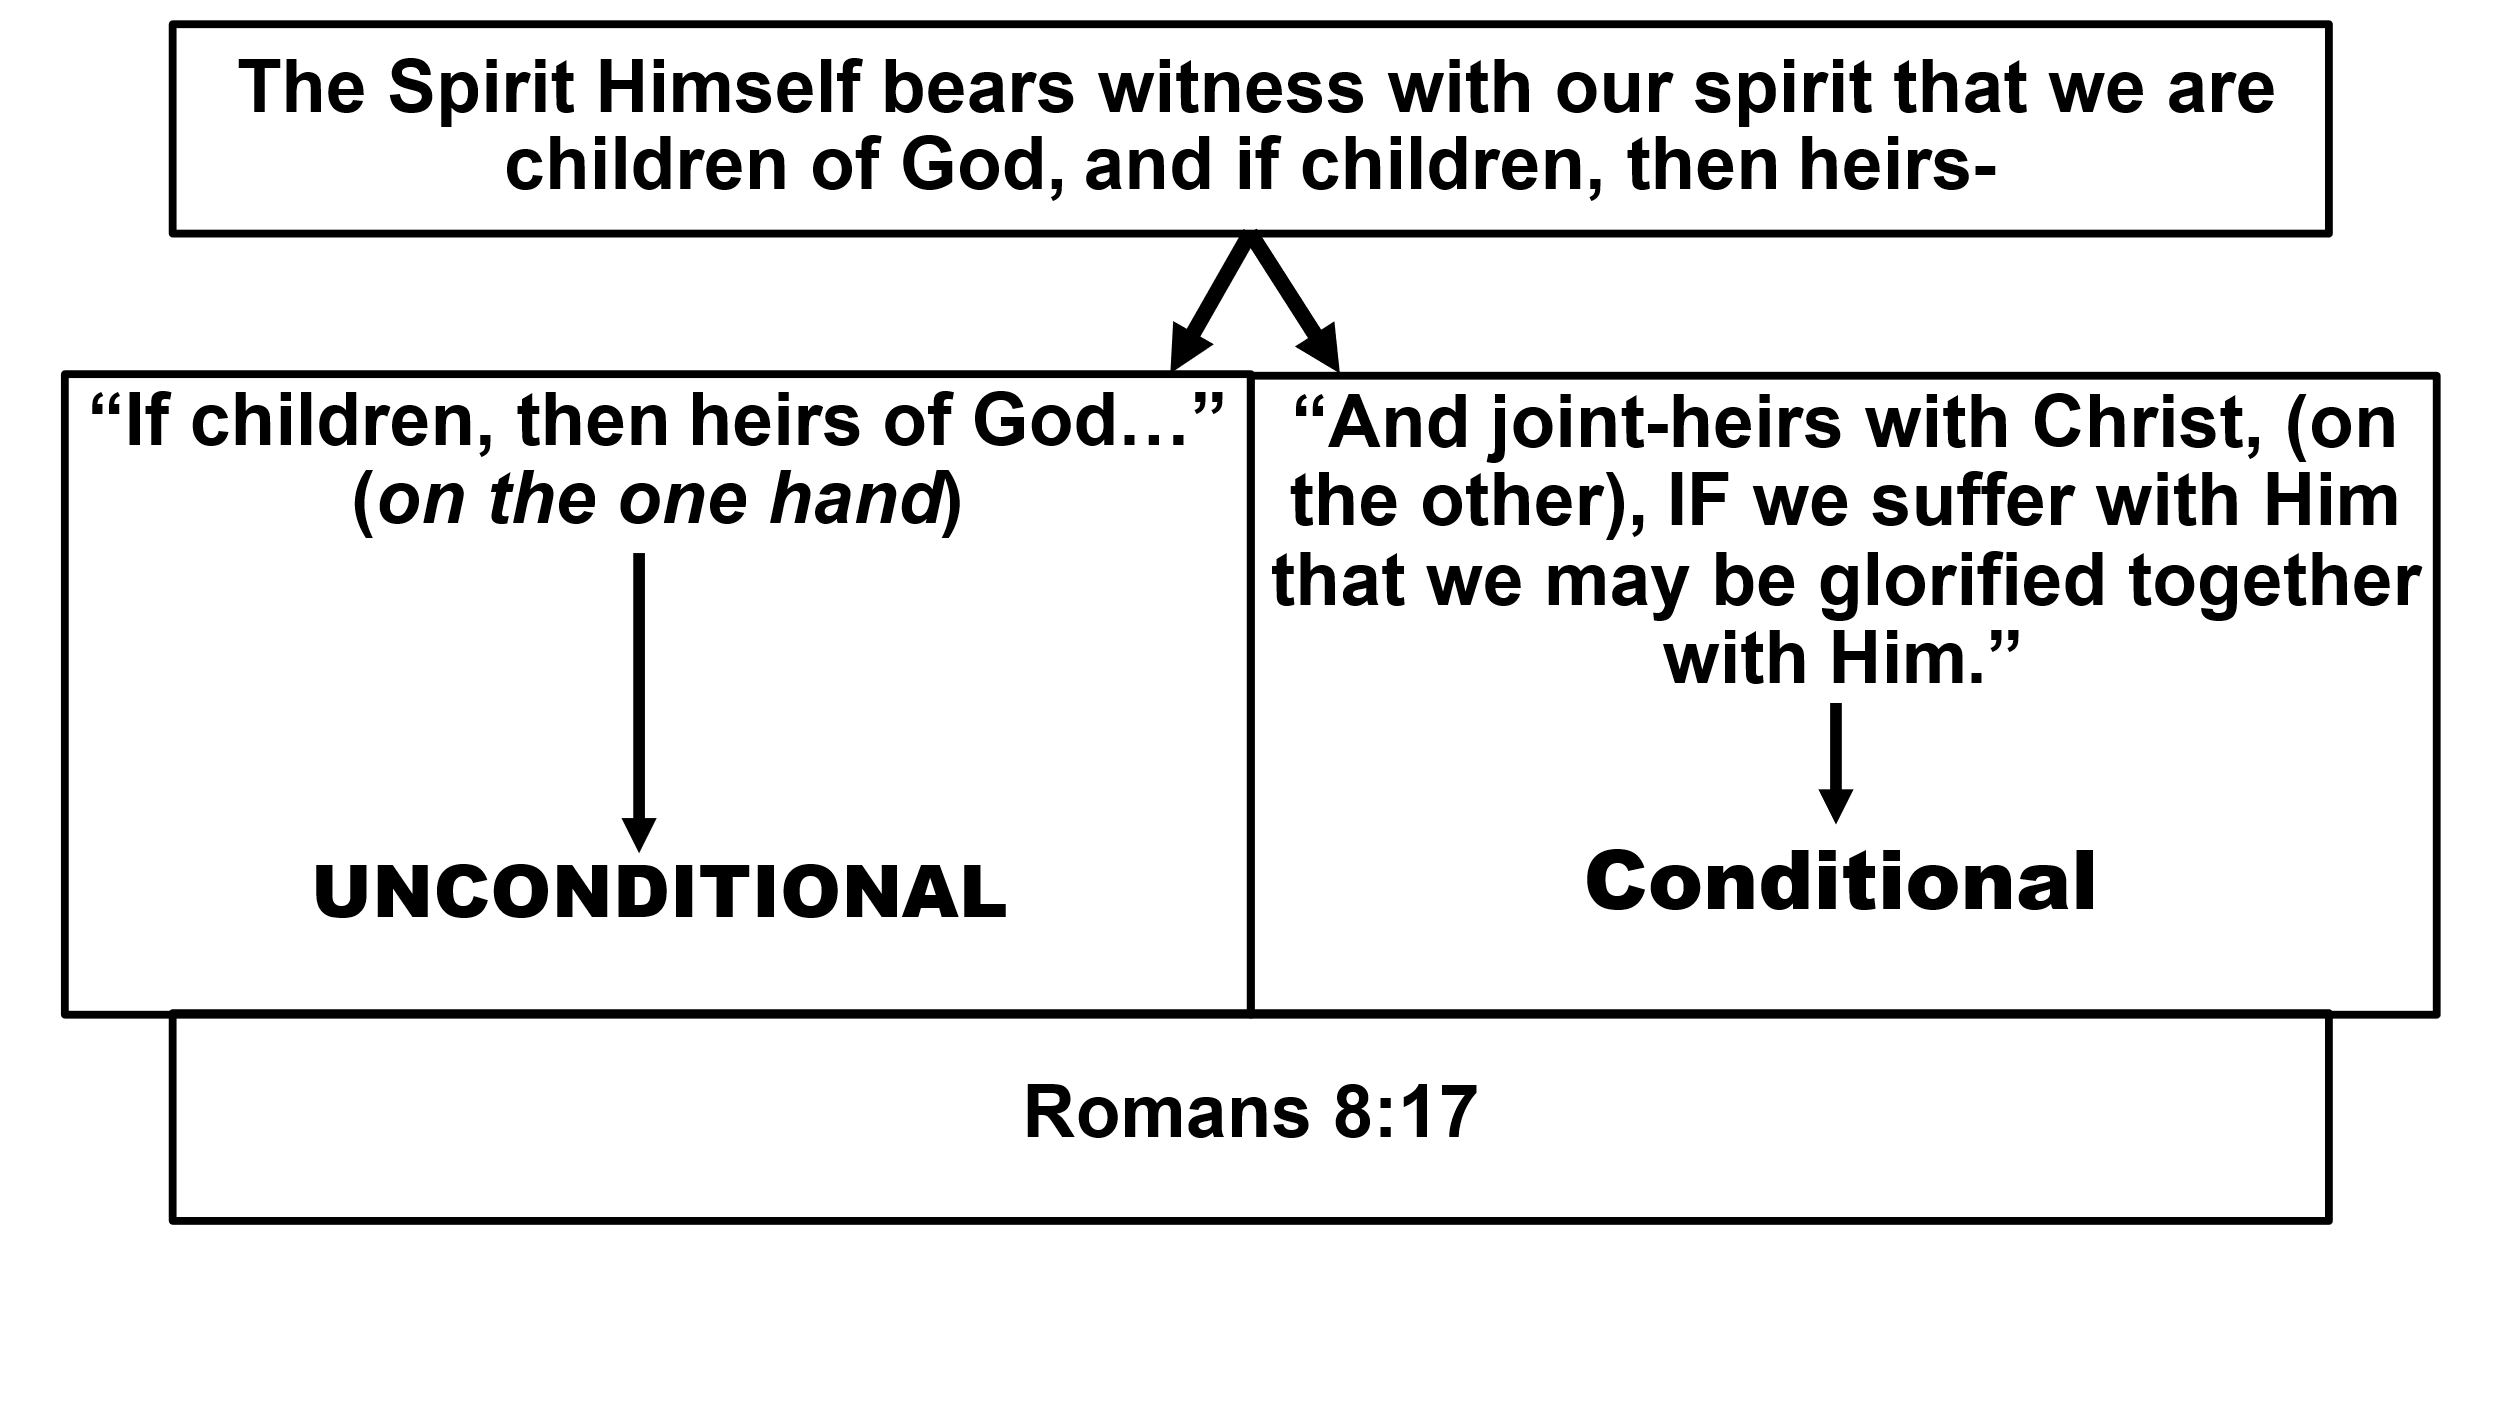 The Spirit Himself bears witness with our spirit that we are
children of God, and if children, then heirs-
“If children, then heirs of God…”
(on the one hand)
UNCONDITIONAL
“And joint-heirs with Christ, (on
the other), IF we suffer with Him
that we may be glorified together
with Him.”
Conditional
Romans 8:17